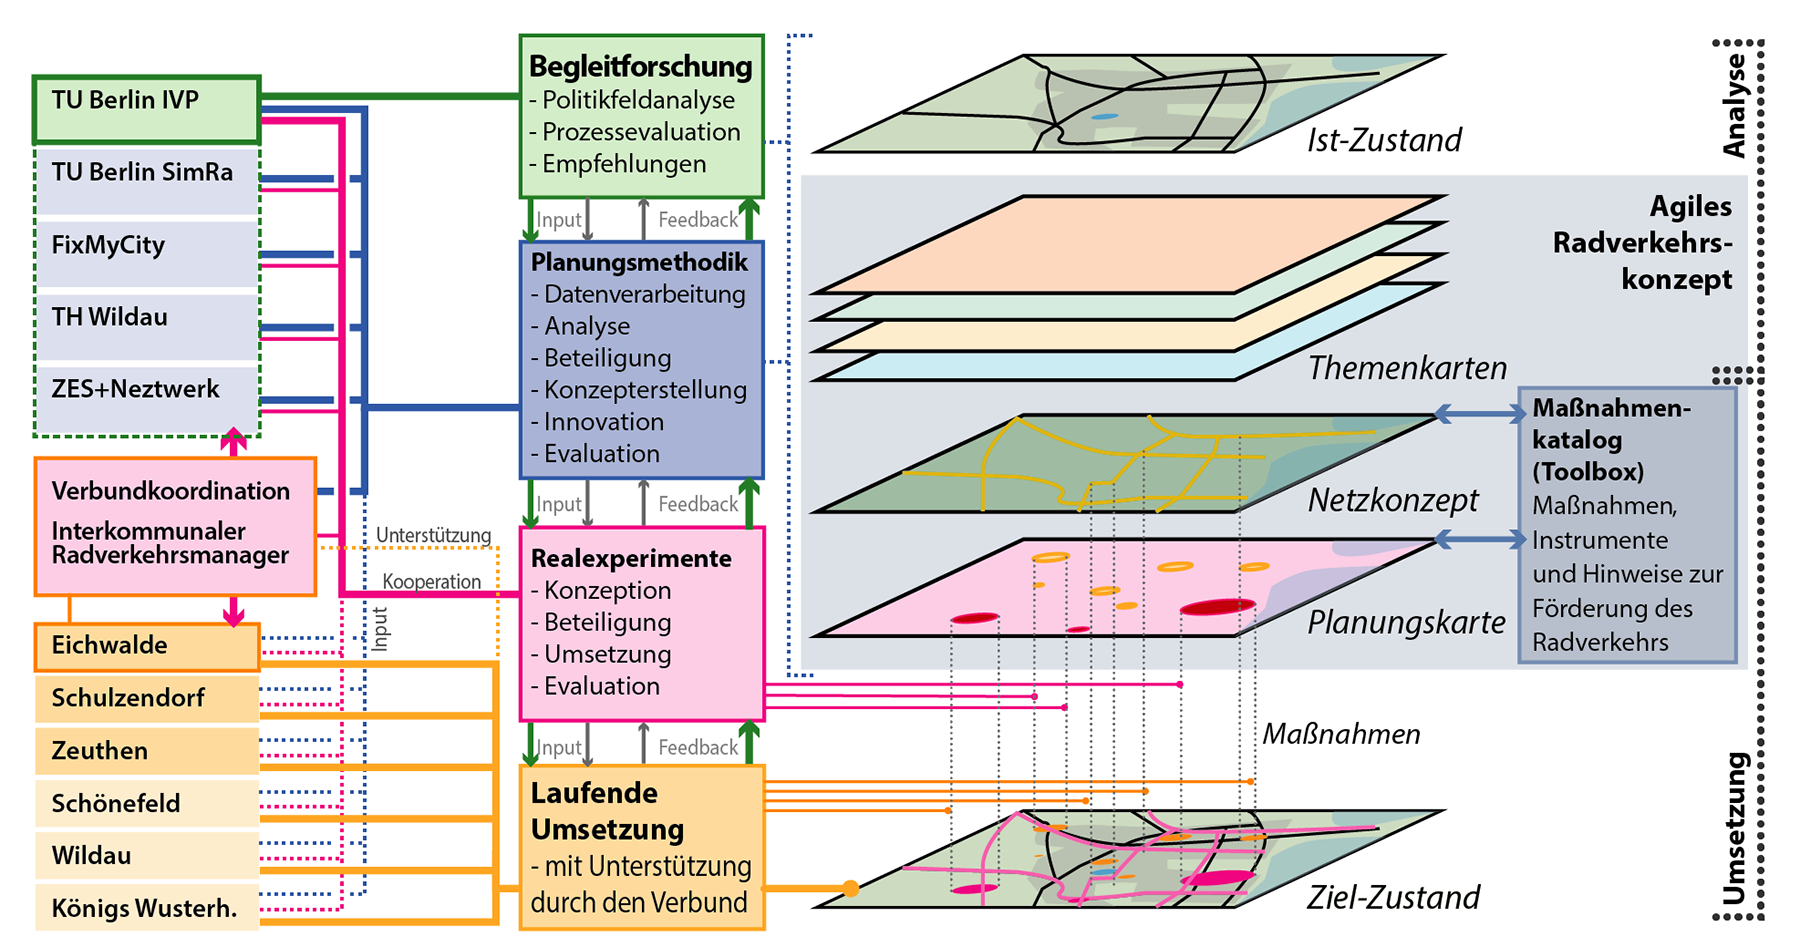 TU Berlin IVP
TU Berlin SimRa
FixMyCity
TH Wildau
ZES+Neztwerk
Verbundkoordination
Interkommunaler
Radverkehrsmanager
Eichwalde
Schulzendorf
Zeuthen
Schönefeld
Wildau
Königs Wusterh.
Unterstützung
Kooperation
Input
Begleitforschung
- Politikfeldanalyse
- Prozessevaluation
- Empfehlungen
Input
Feedback
Planungsmethodik
- Datenverarbeitung
- Analyse
- Beteiligung
- Konzepterstellung
- Innovation
- Evaluation
Input
Feedback
Realexperimente
- Konzeption
- Beteiligung
- Umsetzung
- Evaluation
Input
Feedback
Laufende
Umsetzung
- mit Unterstützung
durch den Verbund
Ist-Zustand
Agiles
Radverkehrs-
konzept
Themenkarten
Netzkonzept
Planungskarte
Maßnahmen-
katalog
(Toolbox)
Maßnahmen,
Instrumente
und Hinweise zur
Förderung des
Radverkehrs
Maßnahmen
Ziel-Zustand
Analyse
Umsetzung